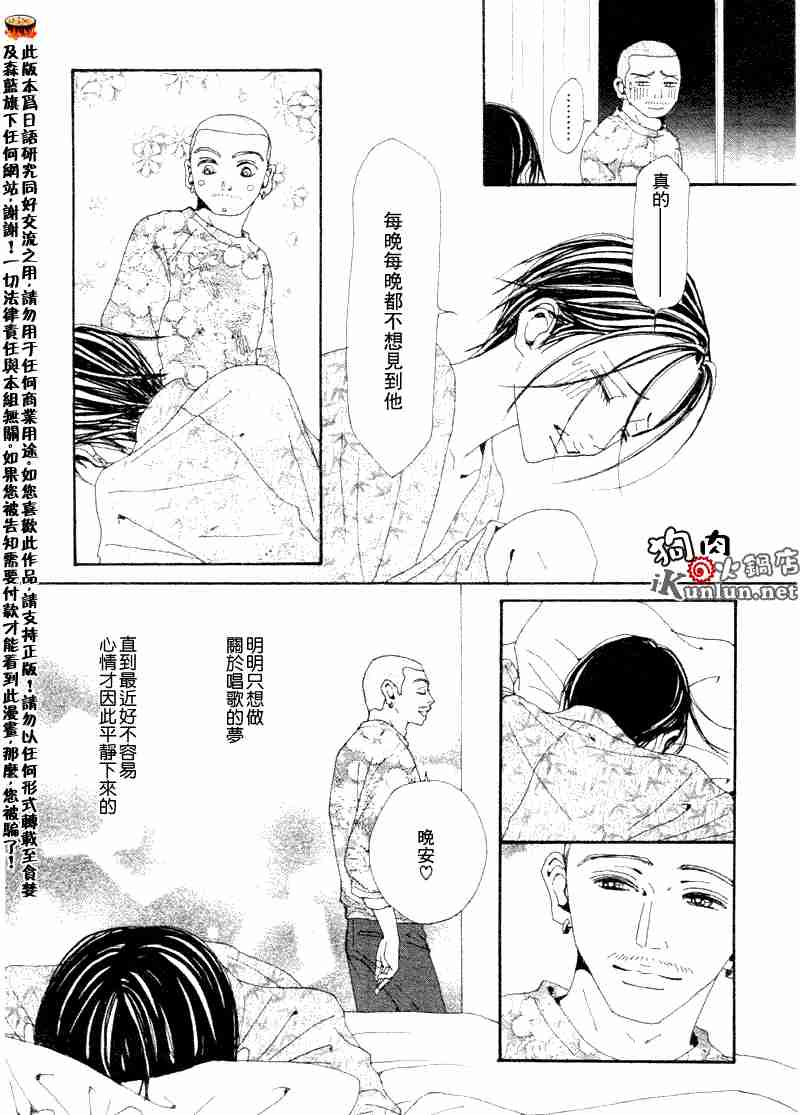 ………
真的——
每晚每晚都不想見到他
明明只想做
關於唱歌的夢
直到最近好不容易
心情才因此平靜下來的
晚安♡
狗肉火鍋店
iKunlun.net
此版本爲日語研究同好交流之用，請勿用于任何商業用途。如您喜歡此作品，請支持正版！請勿以任何形式轉載至貪婪
及森藍旗下任何網站，謝謝！一切法律責任與本組無關。如果您被告知需要付款才能看到此漫畫，那麼，您被騙了！